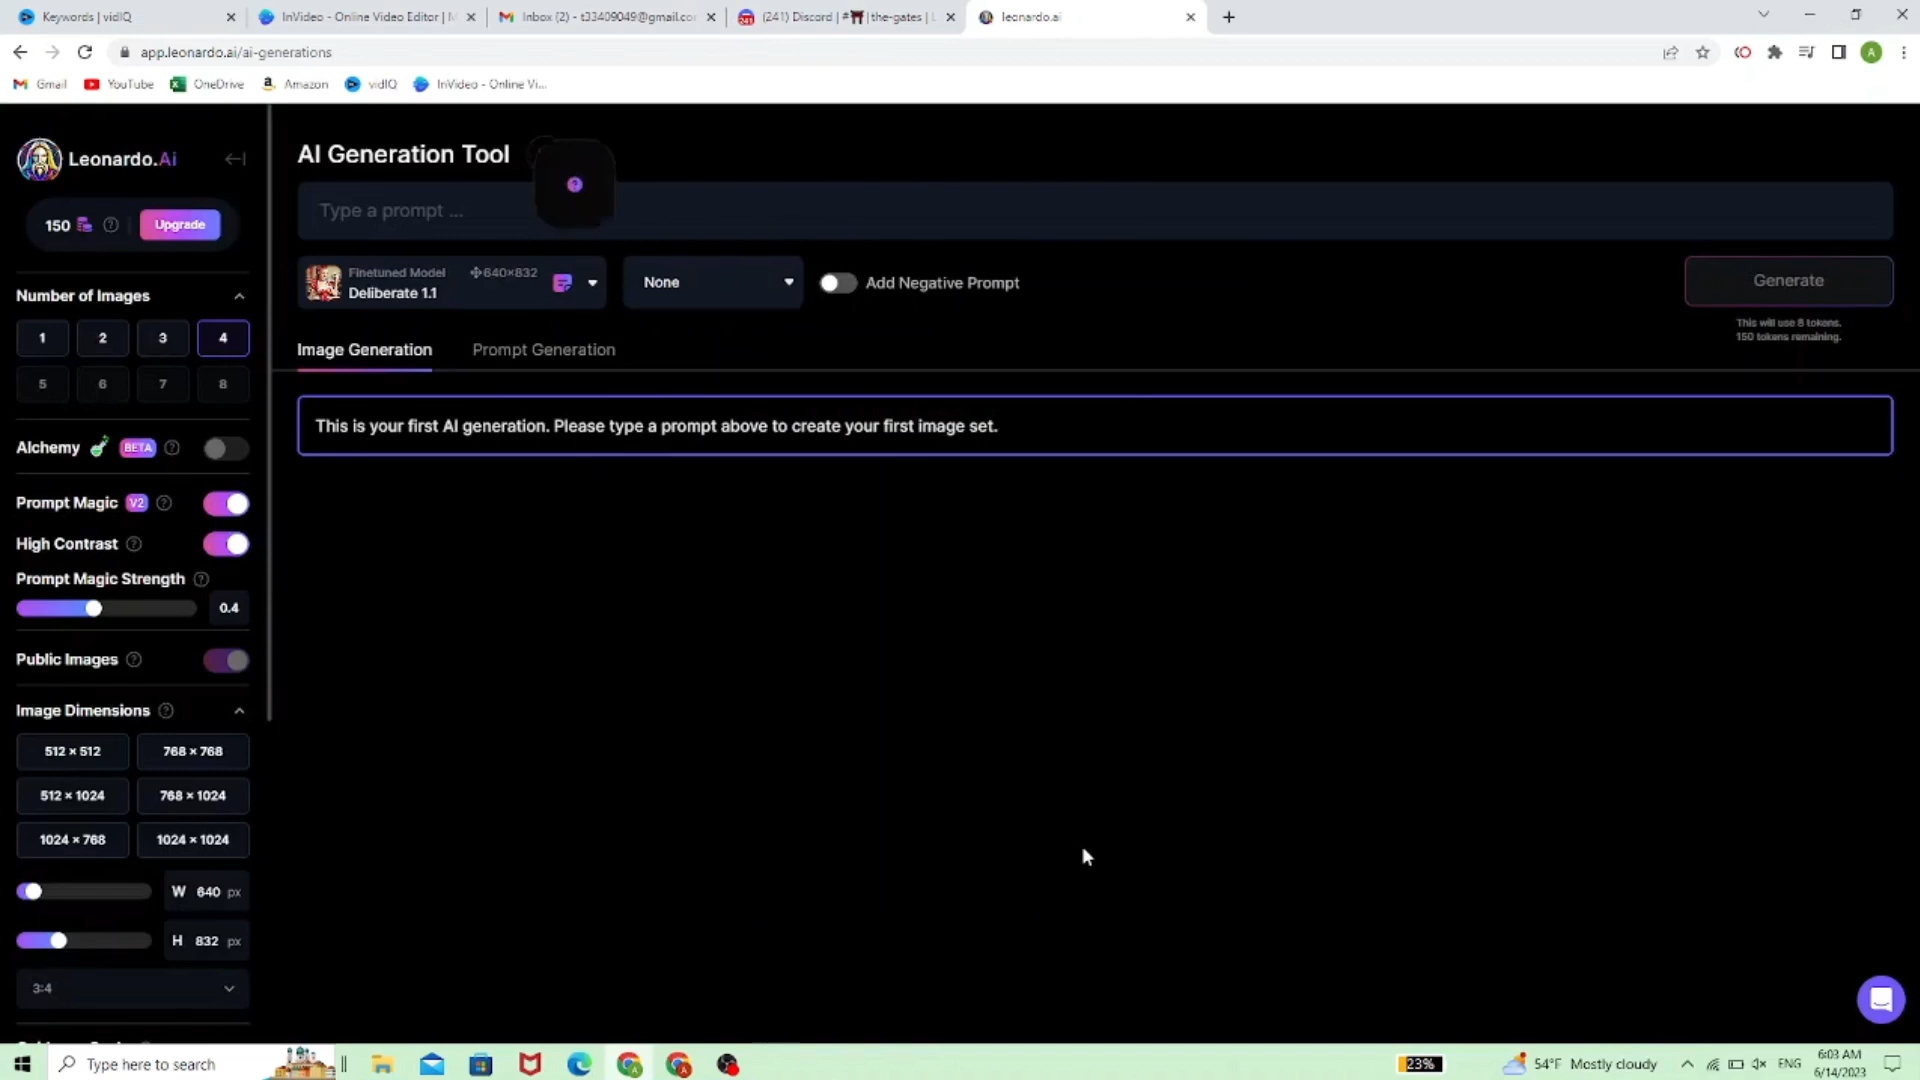 Keywords | vidIQ
InVideo - Online Video Editor | M
Inbox (2) - t33409049@gmail.co
(241) Discord | #⛩️|the-gates | L
leonardo.ai
app.leonardo.ai/ai-generations
Gmail
YouTube
OneDrive
Amazon
vidIQ
InVideo - Online Vi...
Leonardo.Ai
150
Upgrade
Number of Images
1 2 3 4
5 6 7 8
Alchemy BETA
Prompt Magic V2
High Contrast
Prompt Magic Strength
0.4
Public Images
Image Dimensions
512 × 512 768 × 768
512 × 1024 768 × 1024
1024 × 768 1024 × 1024
W 640 px
H 832 px
3:4
AI Generation Tool
Type a prompt ...
Finetuned Model 640×832
Deliberate 1.1
None
Add Negative Prompt
Generate
This will use 8 tokens.
150 tokens remaining.
Image Generation
Prompt Generation
This is your first AI generation. Please type a prompt above to create your first image set.
Type here to search
23%
54°F Mostly cloudy
ENG
6:03 AM
6/14/2023